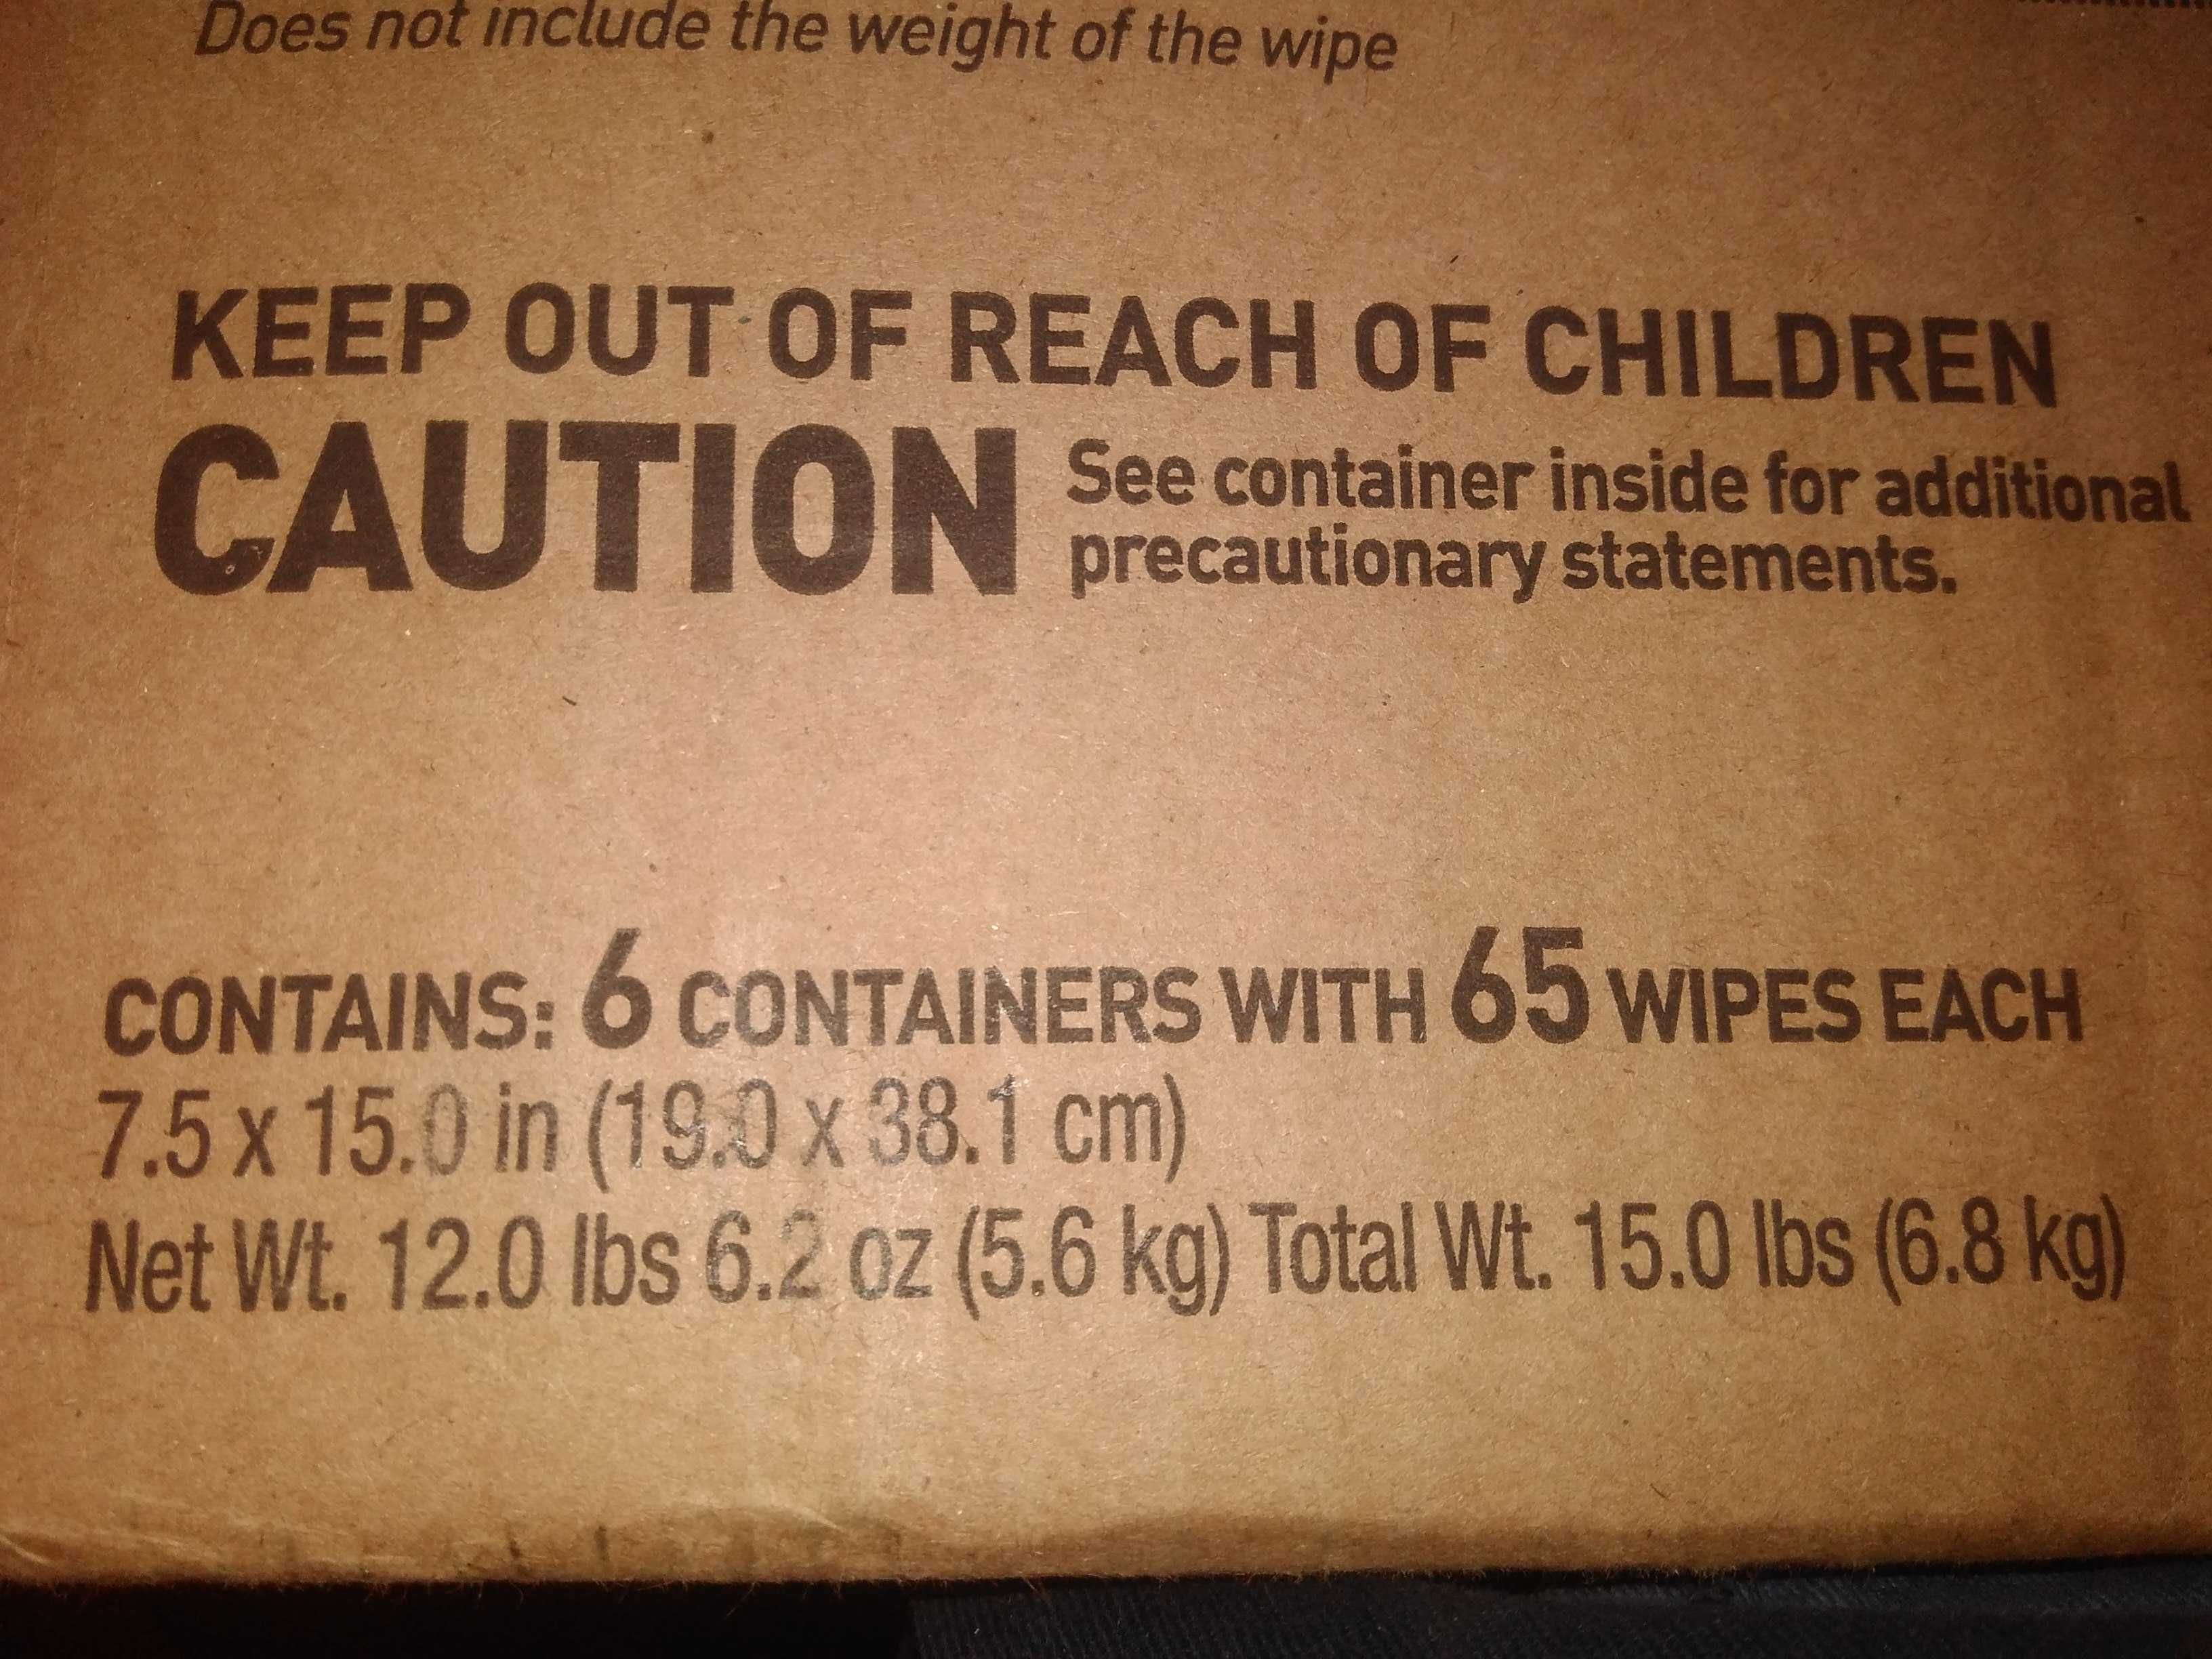 Does not include the weight of the wipe
KEEP OUT OF REACH OF CHILDREN
CAUTION
See container inside for additional
precautionary statements.
CONTAINS: 6 CONTAINERS WITH 65 WIPES EACH
7.5 x 15.0 in (19.0 x 38.1 cm)
Net Wt. 12.0 lbs 6.2 oz (5.6 kg) Total Wt. 15.0 lbs (6.8 kg)